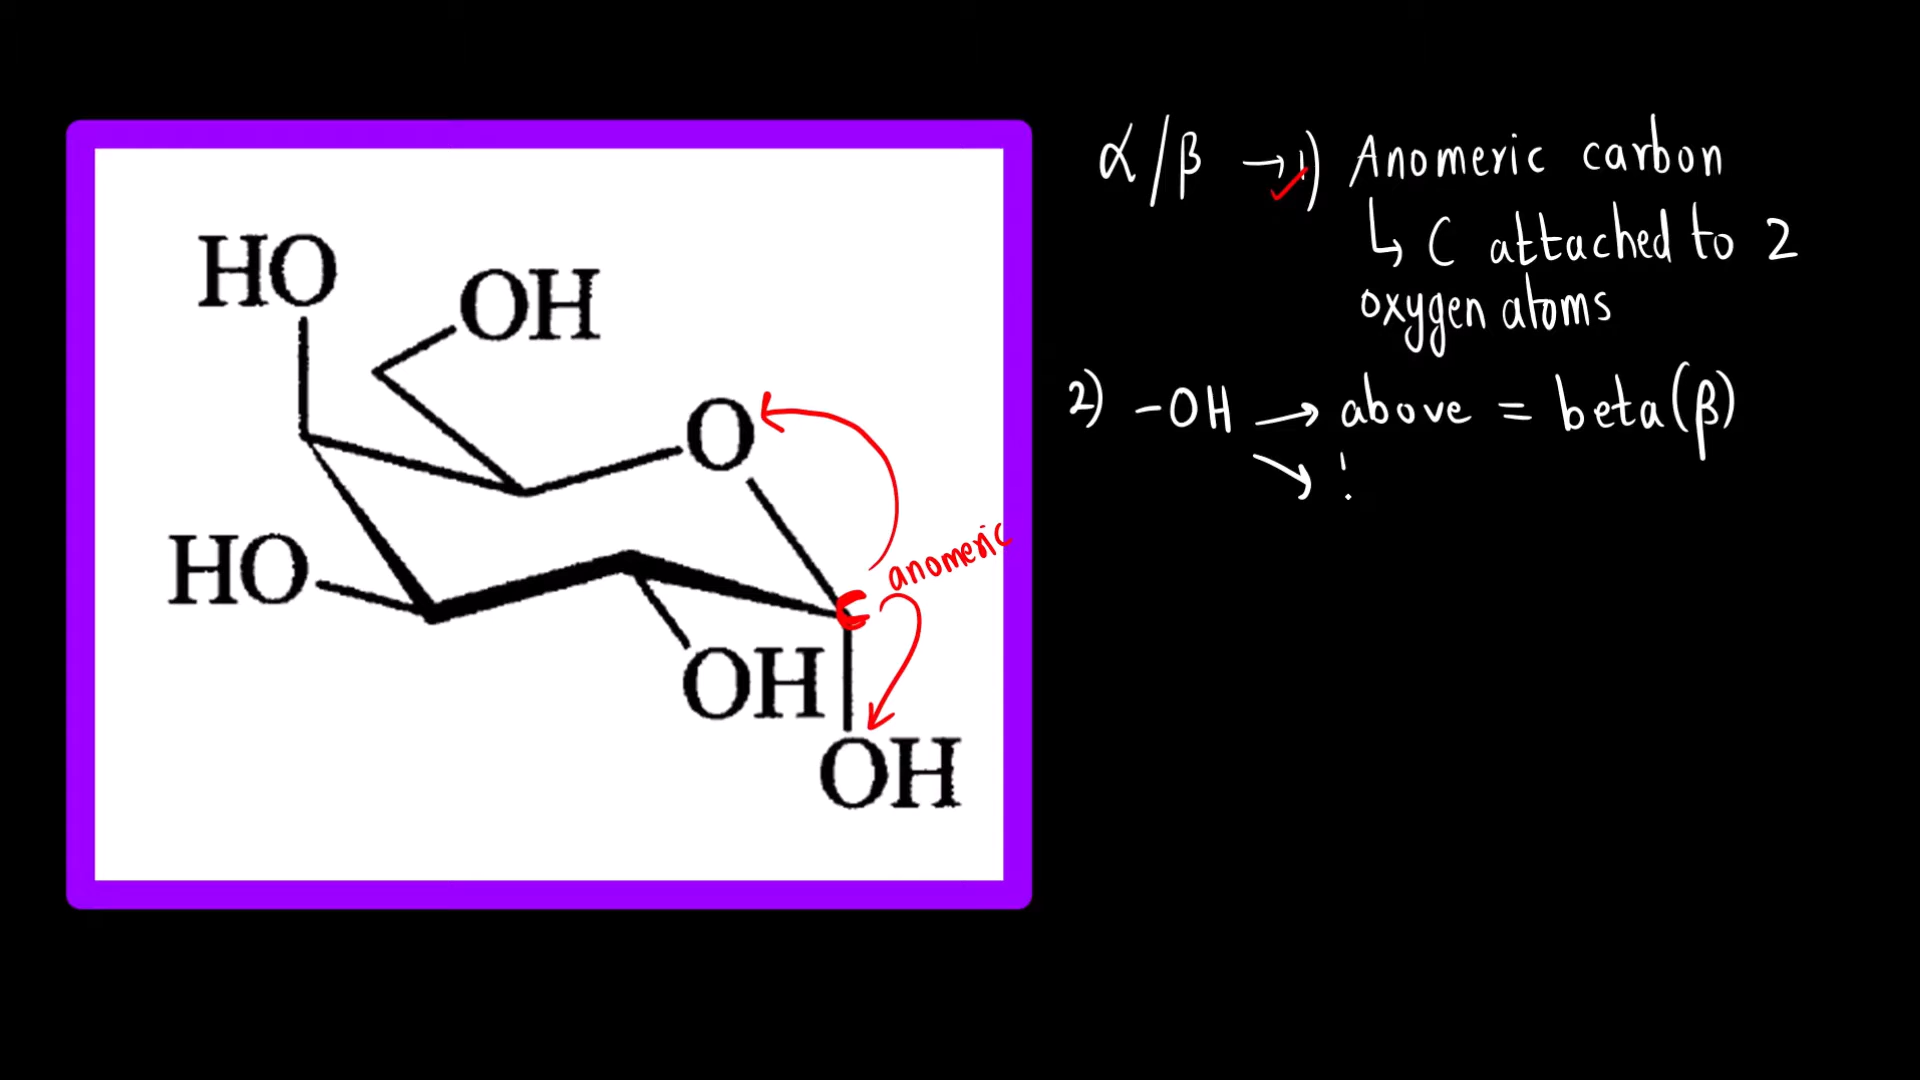 HO
OH
O
HO
OH
OH
C
anomeric
α/β → 1) Anomeric carbon
↳ C attached to 2
oxygen atoms
2) -OH → above = beta(β)